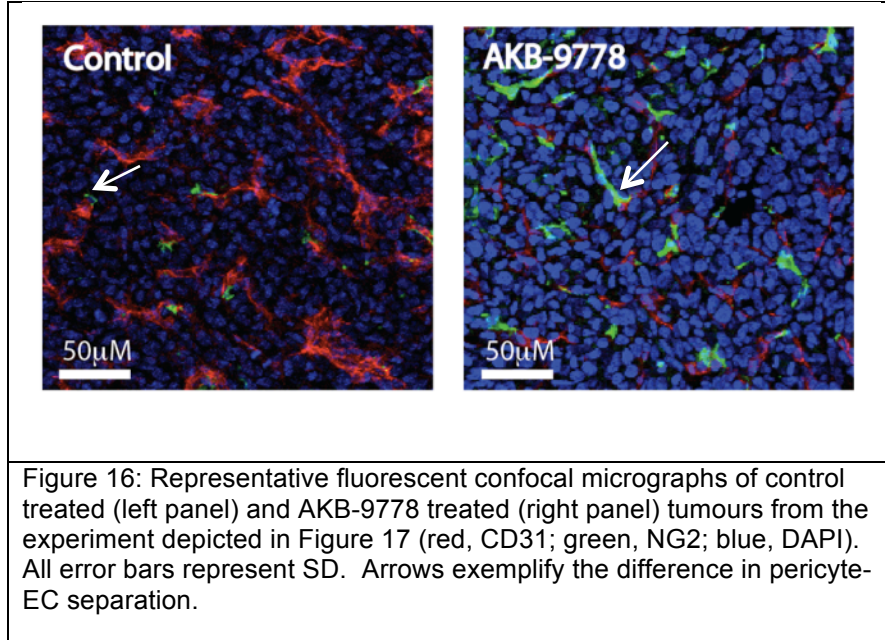 Control
AKB-9778
50µM
50µM
Figure 16: Representative fluorescent confocal micrographs of control
treated (left panel) and AKB-9778 treated (right panel) tumours from the
experiment depicted in Figure 17 (red, CD31; green, NG2; blue, DAPI).
All error bars represent SD.  Arrows exemplify the difference in pericyte-
EC separation.